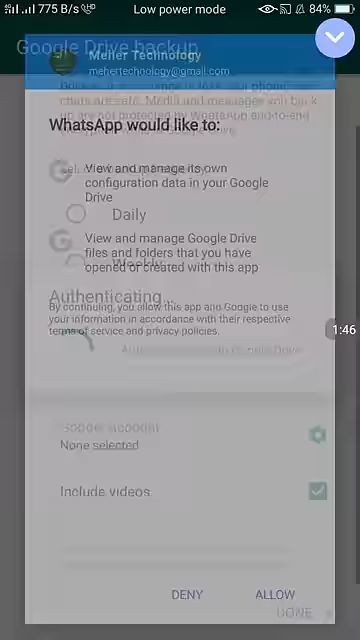 775 B/s HD Low power mode 84%
Google Drive backup
Meher Technology
mehertechnology@gmail.com
WhatsApp would like to:
View and manage its own
configuration data in your Google
Drive
Daily
View and manage Google Drive
files and folders that you have
opened or created with this app
Weekly
Authenticating...
By continuing, you allow this app and Google to use
your information in accordance with their respective
terms of service and privacy policies.
1:46
Google account
None selected
Include videos
DENY ALLOW
DONE